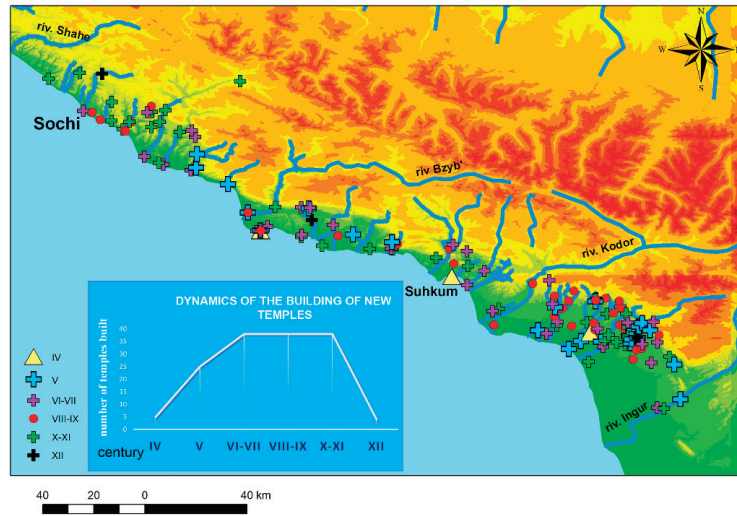 riv. Shahe
N
W
E
S
Sochi
riv Bzyb'
riv. Kodor
Suhkum
riv. Ingur
DYNAMICS OF THE BUILDING OF NEW
TEMPLES
number of temples built
40
35
30
25
20
15
10
5
0
IV V VI-VII VIII-IX X-XI XII
century
IV
V
VI-VII
VIII-IX
X-XI
XII
40 20 0 40 km